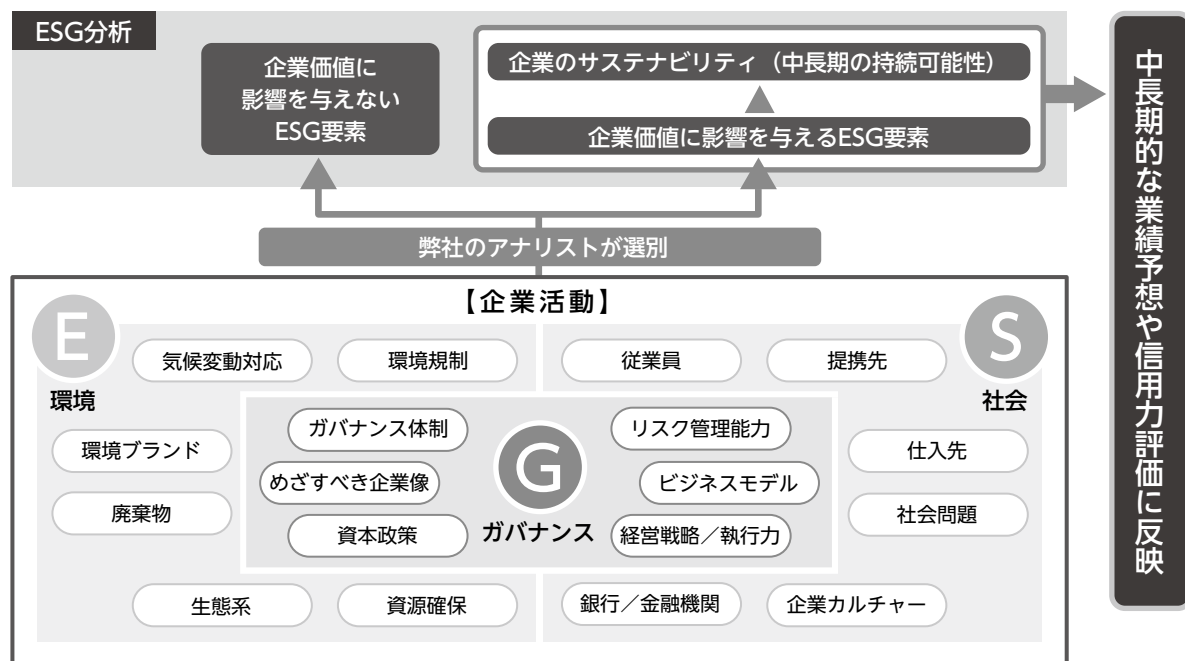 ESG分析
企業価値に
影響を与えない
ESG要素
企業のサステナビリティ（中長期の持続可能性）
企業価値に影響を与えるESG要素
中長期的な業績予想や信用力評価に反映
弊社のアナリストが選別
【企業活動】
E
環境
S
社会
気候変動対応
環境規制
従業員
提携先
環境ブランド
廃棄物
ガバナンス体制
めざすべき企業像
資本政策
G
ガバナンス
リスク管理能力
ビジネスモデル
経営戦略／執行力
仕入先
社会問題
生態系
資源確保
銀行／金融機関
企業カルチャー